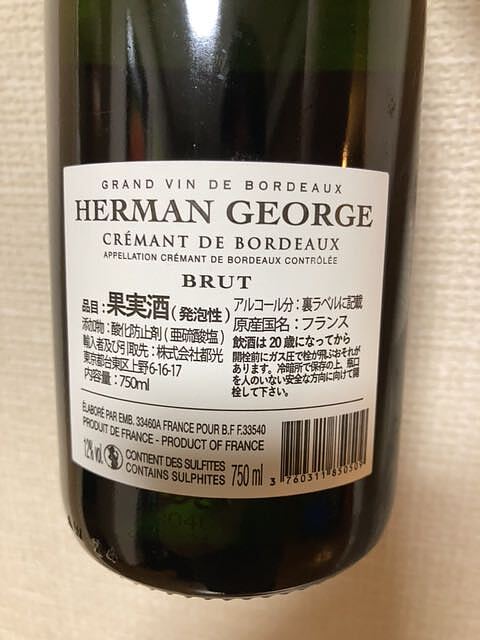 GRAND VIN DE BORDEAUX
HERMAN GEORGE
CRÉMANT DE BORDEAUX
APPELLATION CRÉMANT DE BORDEAUX CONTRÔLÉE
BRUT
品目：果実酒(発泡性)
添加物：酸化防止剤(亜硫酸塩)
輸入者及び引取先：株式会社都光
東京都台東区上野6-16-17
内容量：750ml
アルコール分：裏ラベルに記載
原産国名：フランス
飲酒は20歳になってから
開栓前にガス圧で栓が飛ぶおそれが
あります。冷暗所で保存の上、瓶口
を人のいない安全な方向に向けて開
栓して下さい。
ÉLABORÉ PAR EMB. 33460A FRANCE POUR B.F F.33540
PRODUIT DE FRANCE - PRODUCT OF FRANCE
12% vol.
CONTIENT DES SULFITES
CONTAINS SULPHITES
750 ml
3 760311 850509